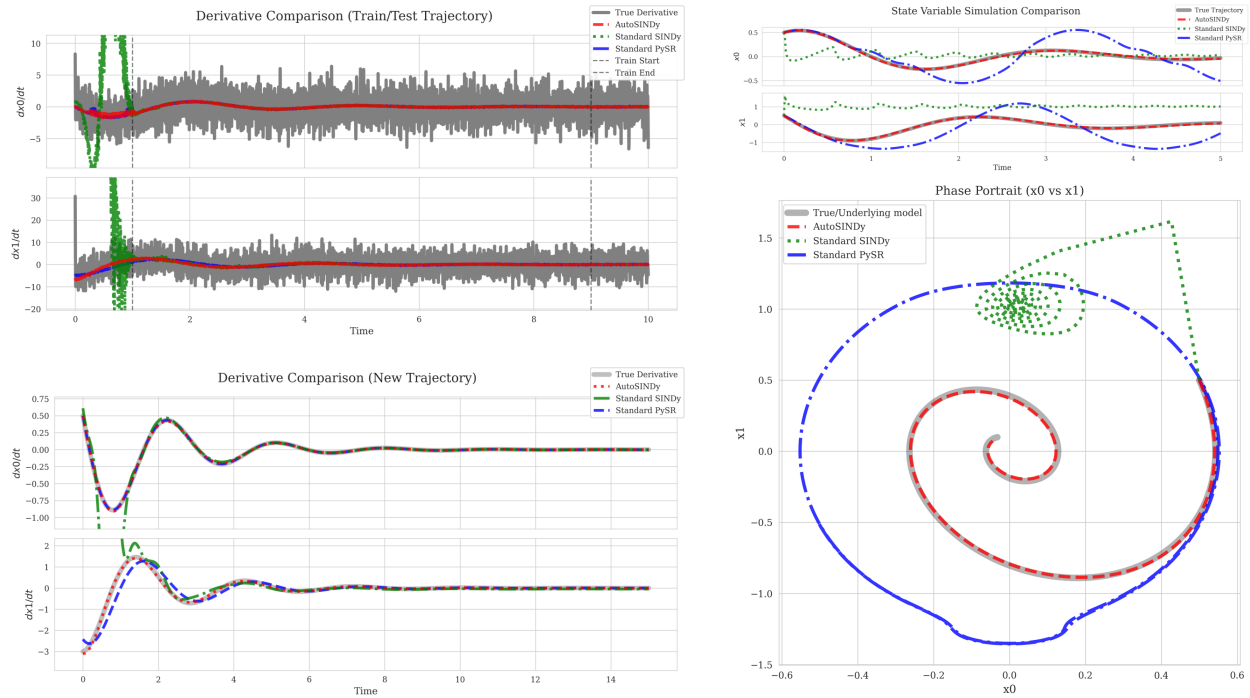 Derivative Comparison (Train/Test Trajectory)
True Derivative
AutoSINDy
Standard SINDy
Standard PySR
Train Start
Train End
10
5
0
−5
dx0/dt
30
20
10
0
−10
−20
dx1/dt
0
2
4
6
8
10
Time
Derivative Comparison (New Trajectory)
True Derivative
AutoSINDy
Standard SINDy
Standard PySR
0.75
0.50
0.25
0.00
−0.25
−0.50
−0.75
−1.00
dx0/dt
2
1
0
−1
−2
−3
dx1/dt
0
2
4
6
8
10
12
14
Time
State Variable Simulation Comparison
True Trajectory
AutoSINDy
Standard SINDy
Standard PySR
0.5
0.0
−0.5
x0
1
0
−1
x1
0
1
2
3
4
5
Time
Phase Portrait (x0 vs x1)
True/Underlying model
AutoSINDy
Standard SINDy
Standard PySR
1.5
1.0
0.5
0.0
−0.5
−1.0
−1.5
x1
−0.6
−0.4
−0.2
0.0
0.2
0.4
0.6
x0